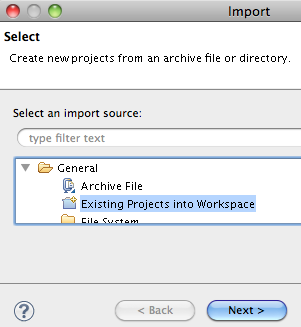 Import
Select
Create new projects from an archive file or directory.
Select an import source:
type filter text
General
Archive File
Existing Projects into Workspace
File System
?
< Back
Next >